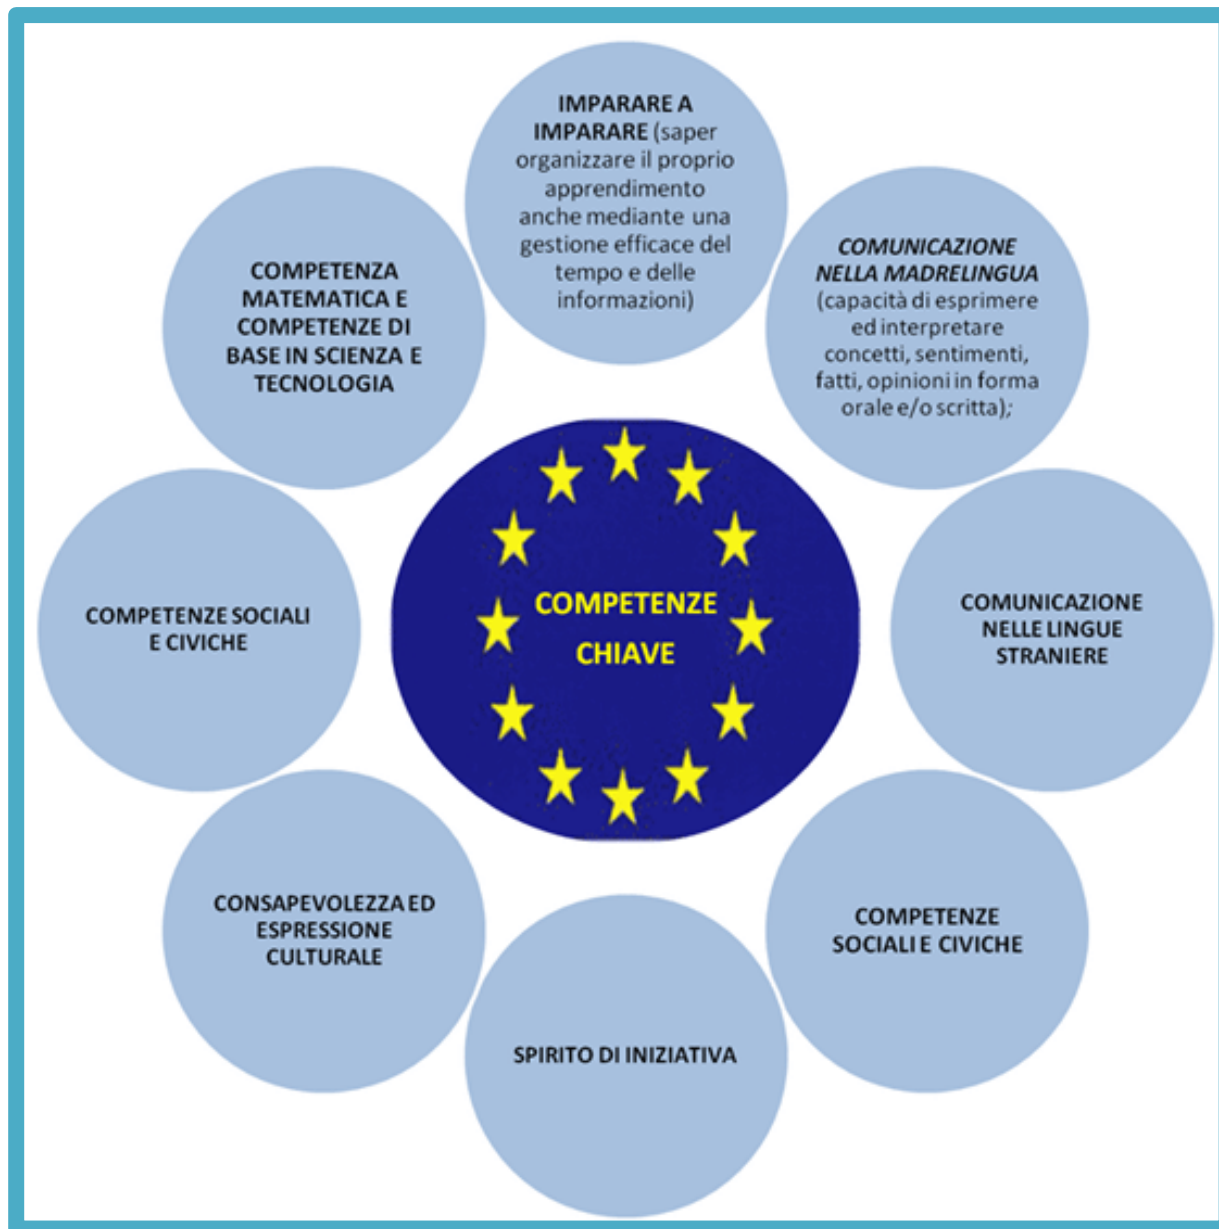 IMPARARE A
IMPARARE (saper
organizzare il proprio
apprendimento
anche mediante una
gestione efficace del
tempo e delle
informazioni)
COMUNICAZIONE
NELLA MADRELINGUA
(capacità di esprimere
ed interpretare
concetti, sentimenti,
fatti, opinioni in forma
orale e/o scritta);
COMUNICAZIONE
NELLE LINGUE
STRANIERE
COMPETENZE
SOCIALI E CIVICHE
SPIRITO DI INIZIATIVA
CONSAPEVOLEZZA ED
ESPRESSIONE
CULTURALE
COMPETENZE SOCIALI
E CIVICHE
COMPETENZA
MATEMATICA E
COMPETENZE DI
BASE IN SCIENZA E
TECNOLOGIA
COMPETENZE
CHIAVE